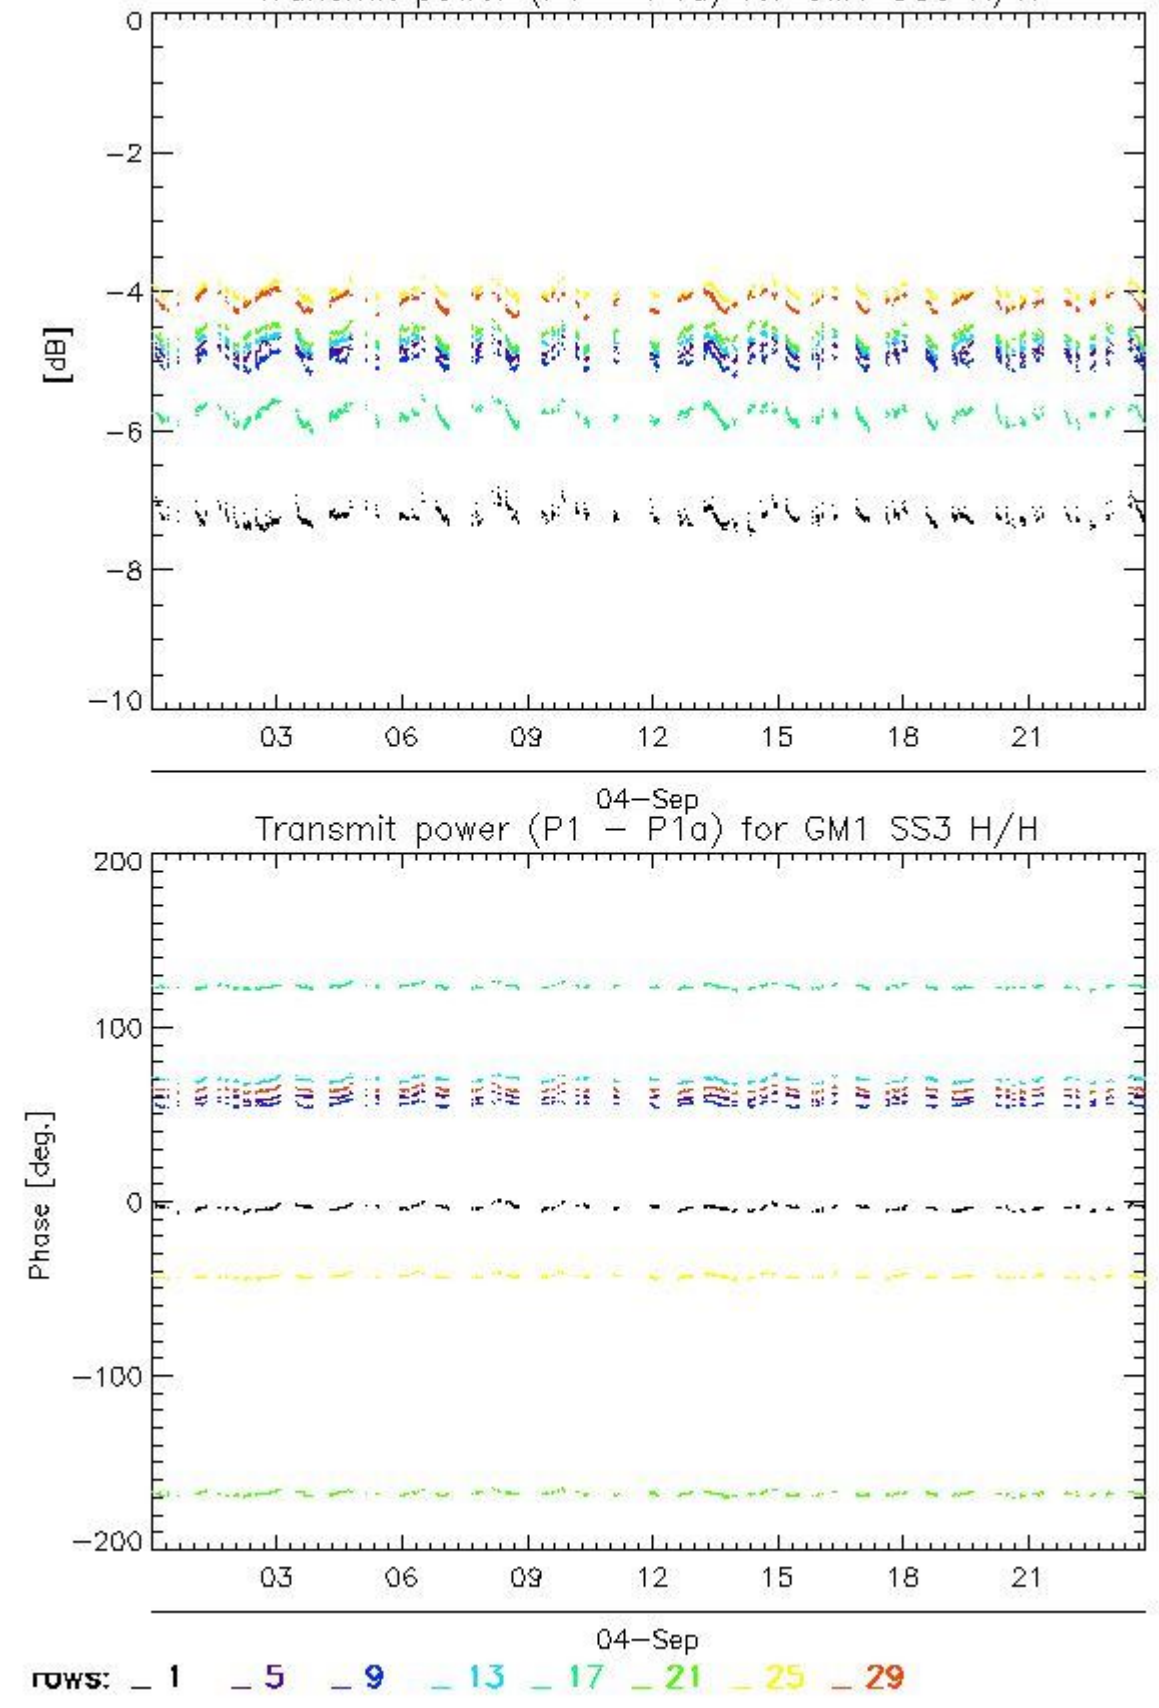 0
−2
−4
[dB]
−6
−8
−10
03 06 09 12 15 18 21
04−Sep
Transmit power (P1 − P1a) for GM1 SS3 H/H
200
100
Phase [deg.]
0
−100
−200
03 06 09 12 15 18 21
04−Sep
rows: _ 1 _ 5 _ 9 _ 13 _ 17 _ 21 _ 25 _ 29